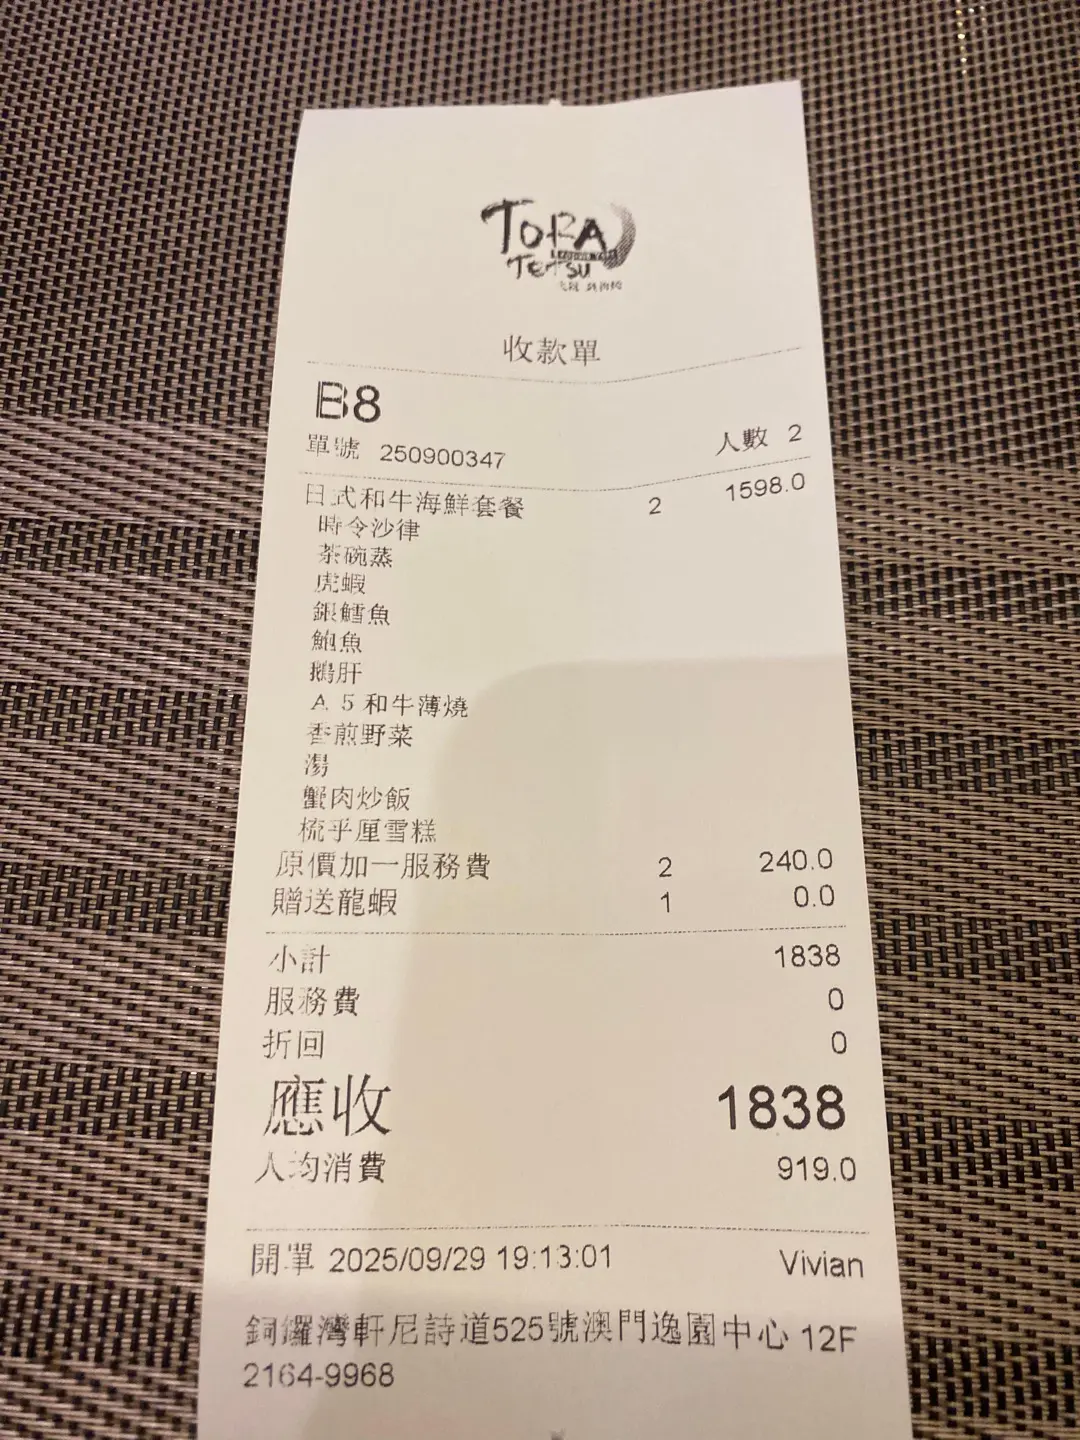 TORA
TETSU
收款單
B8
單號 250900347 人數 2
日式和牛海鮮套餐 2 1598.0
時令沙律
茶碗蒸
虎蝦
銀鱈魚
鮑魚
鵝肝
A 5 和牛薄燒
香煎野菜
湯
蟹肉炒飯
梳乎厘雪糕
原價加一服務費 2 240.0
贈送龍蝦 1 0.0
小計 1838
服務費 0
折回 0
應收 1838
人均消費 919.0
開單 2025/09/29 19:13:01 Vivian
銅鑼灣軒尼詩道525號澳門逸園中心 12F
2164-9968